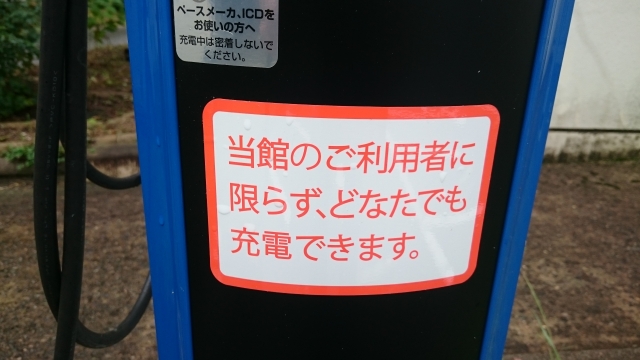 ペースメーカ、ICDを
お使いの方へ
充電中は密着しないで
ください。
当館のご利用者に
限らず、どなたでも
充電できます。